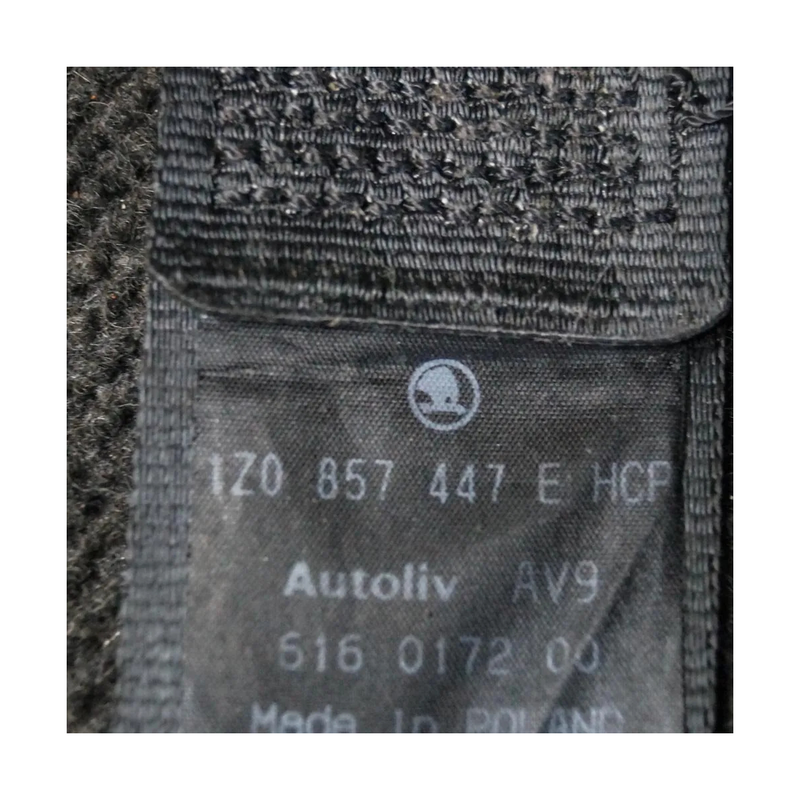 1Z0 857 447 E HCP
Autoliv AV9
616 0172 00
Made in POLAND